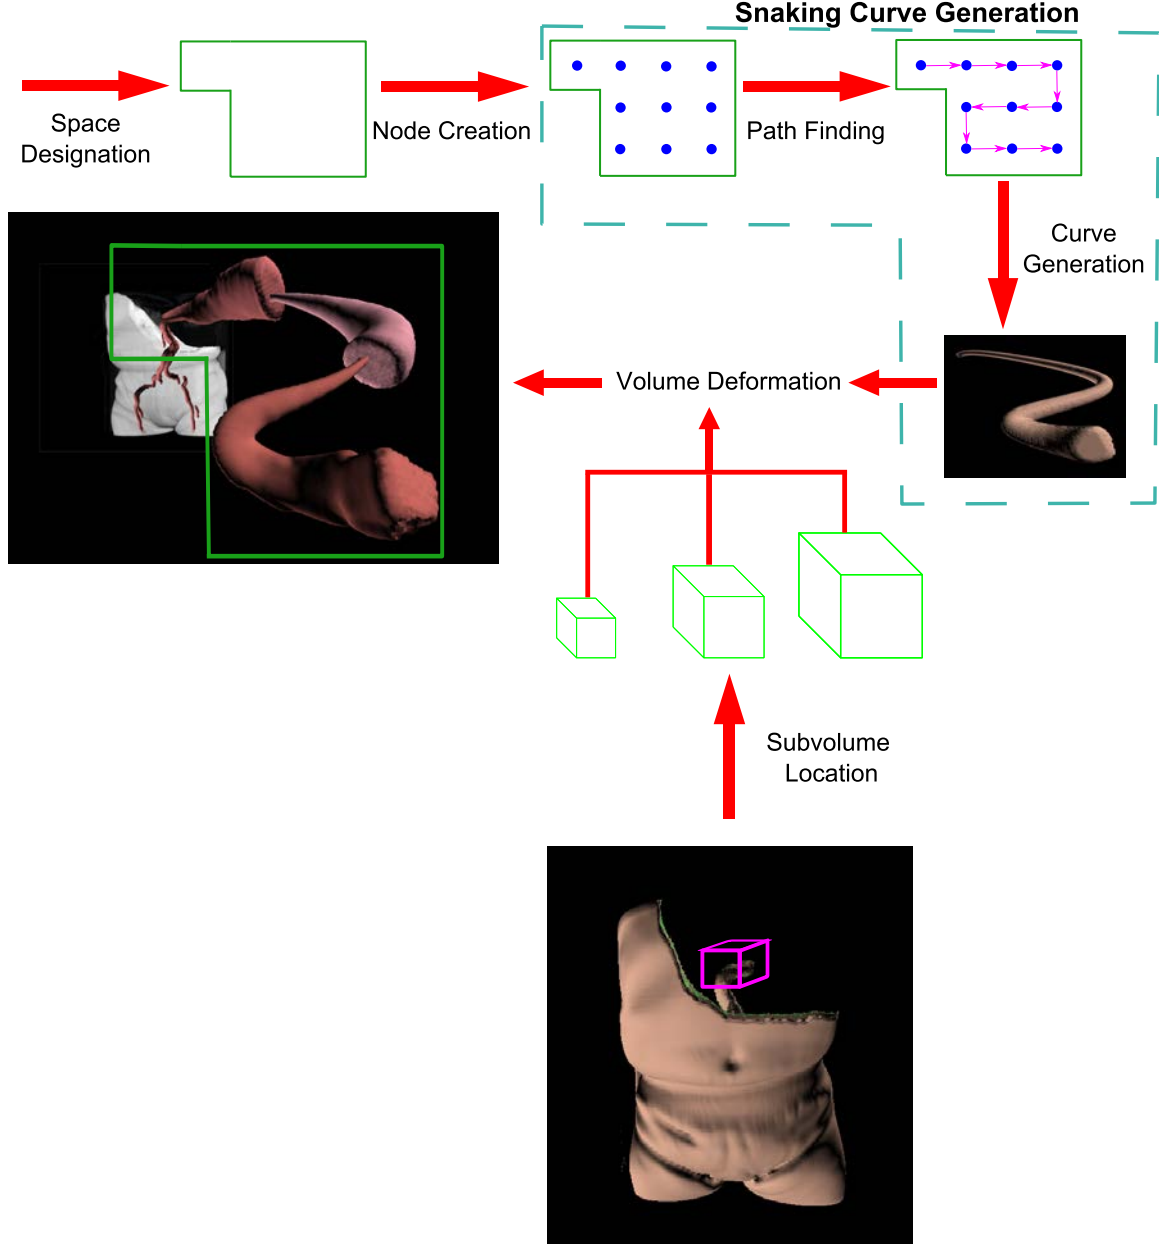 Snaking Curve Generation
Space
Designation
Node Creation
Path Finding
Curve
Generation
Volume Deformation
Subvolume
Location